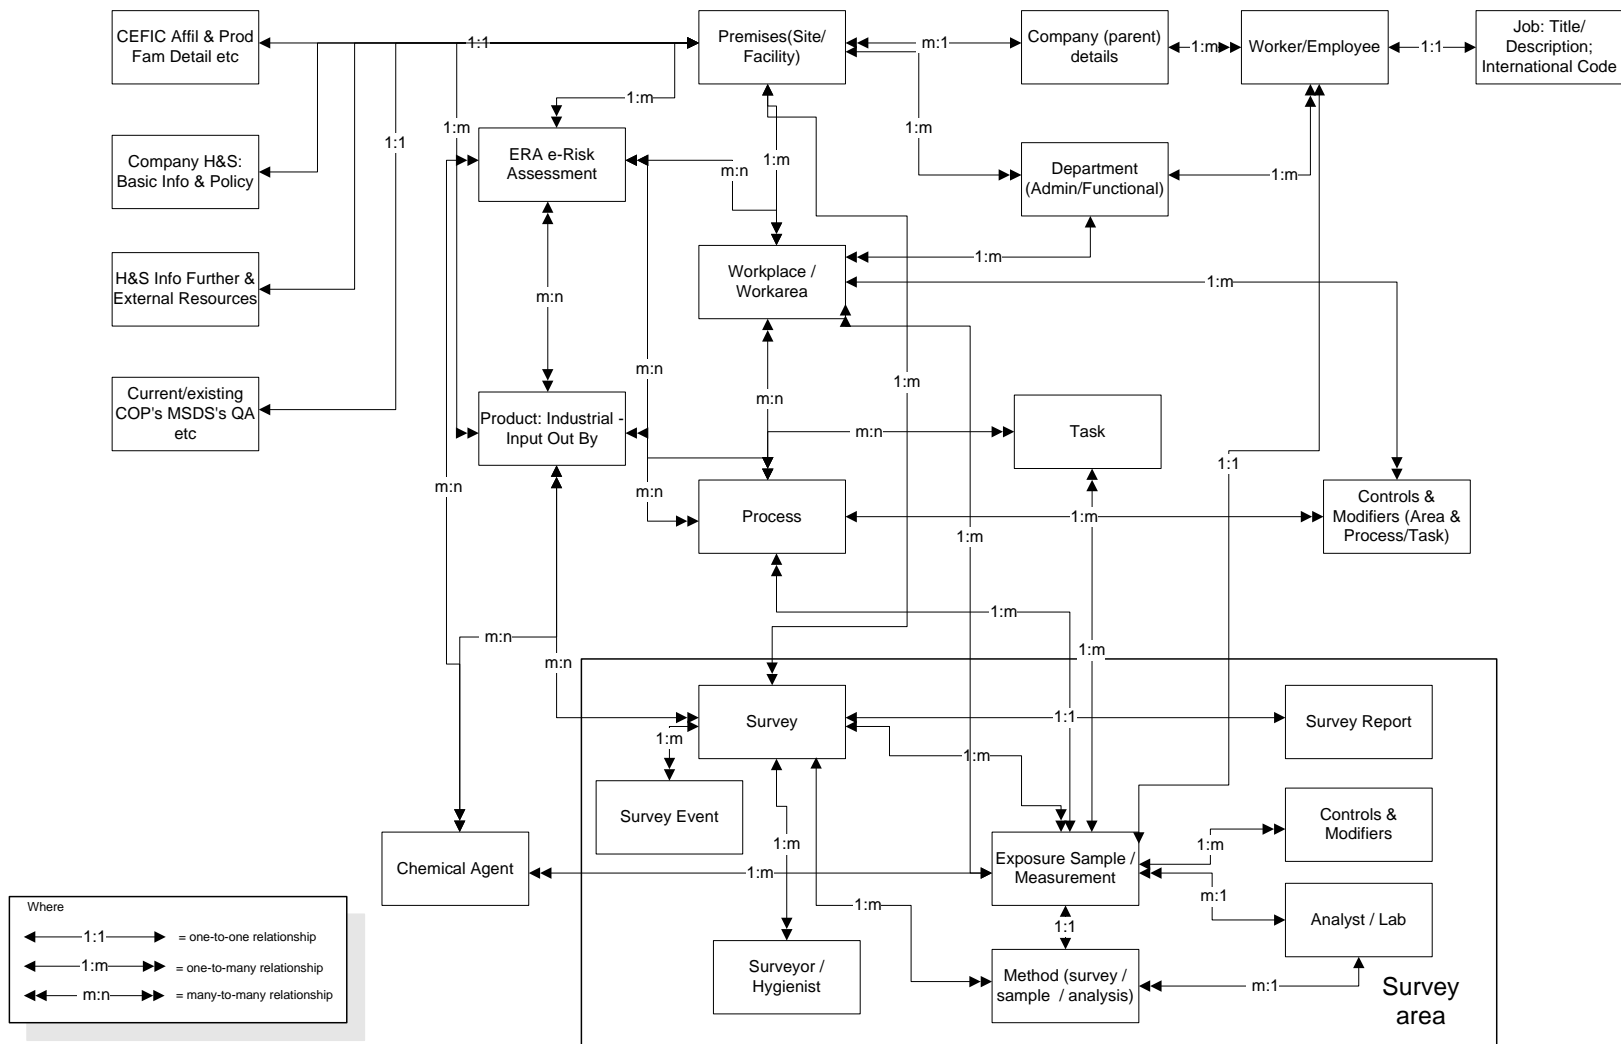 CEFIC Affil & Prod
Fam Detail etc
1:1
Premises(Site/
Facility)
m:1
Company (parent)
details
1:m
Worker/Employee
1:1
Job: Title/
Description;
International Code
1:m
1:m
1:1
1:m
ERA e-Risk
Assessment
m:n
1:m
Company H&S:
Basic Info & Policy
Department
(Admin/Functional)
1:m
H&S Info Further &
External Resources
m:n
Workplace /
Workarea
1:m
1:m
m:n
m:n
1:m
Current/existing
COP's MSDS's QA
etc
Product: Industrial -
Input Out By
m:n
m:n
Task
1:1
m:n
m:n
Process
1:m
Controls &
Modifiers (Area &
Process/Task)
1:m
1:m
m:n
m:n
1:m
Survey
1:1
Survey Report
1:m
1:m
Survey Event
Controls &
Modifiers
1:m
1:m
Chemical Agent
1:m
Exposure Sample /
Measurement
m:1
1:m
1:1
Analyst / Lab
Surveyor /
Hygienist
Method (survey /
sample / analysis)
m:1
Survey
area
Where
1:1
= one-to-one relationship
1:m
= one-to-many relationship
m:n
= many-to-many relationship